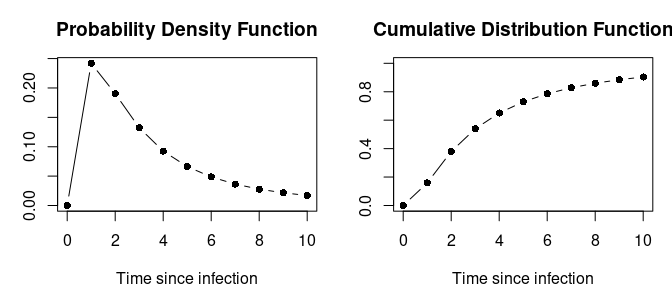 Probability Density Function
0.00 0.10 0.20
0 2 4 6 8 10
Time since infection
Cumulative Distribution Function
0.0 0.4 0.8
0 2 4 6 8 10
Time since infection